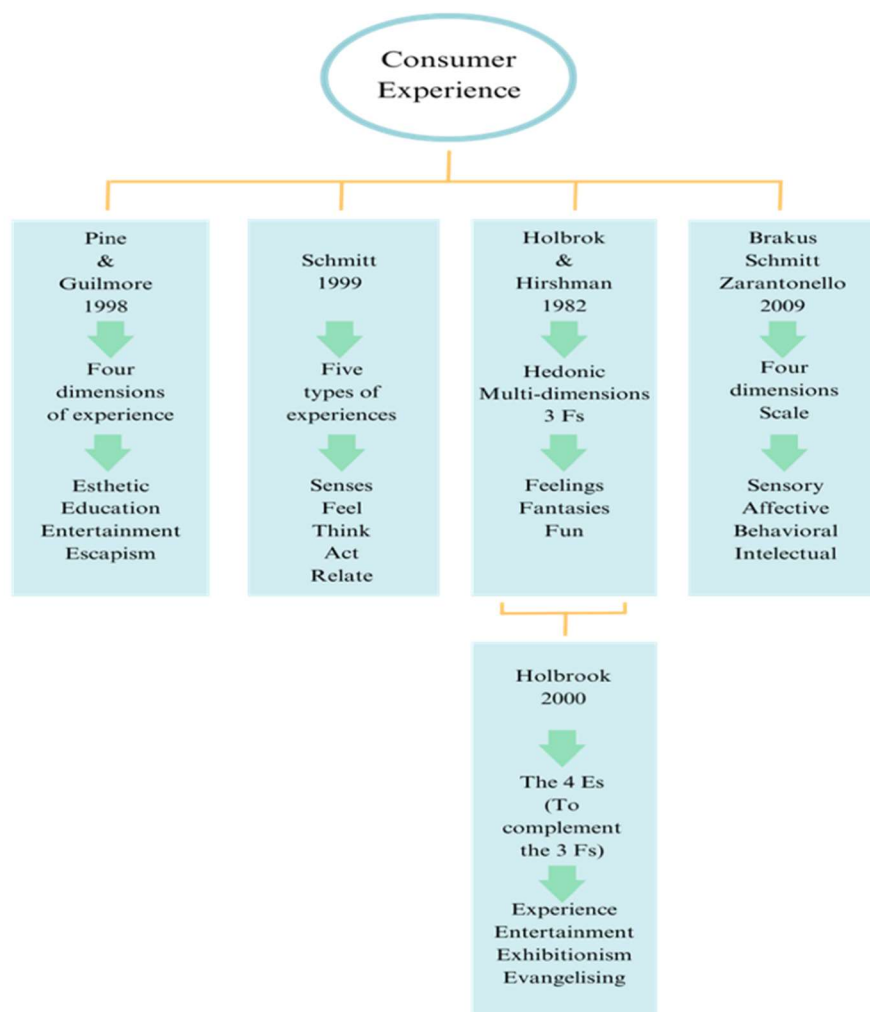 Consumer
Experience
Pine
&
Guilmore
1998
Four
dimensions
of experience
Esthetic
Education
Entertainment
Escapism
Schmitt
1999
Five
types of
experiences
Senses
Feel
Think
Act
Relate
Holbrok
&
Hirshman
1982
Hedonic
Multi-dimensions
3 Fs
Feelings
Fantasies
Fun
Brakus
Schmitt
Zarantonello
2009
Four
dimensions
Scale
Sensory
Affective
Behavioral
Intelectual
Holbrook
2000
The 4 Es
(To
complement
the 3 Fs)
Experience
Entertainment
Exhibitionism
Evangelising